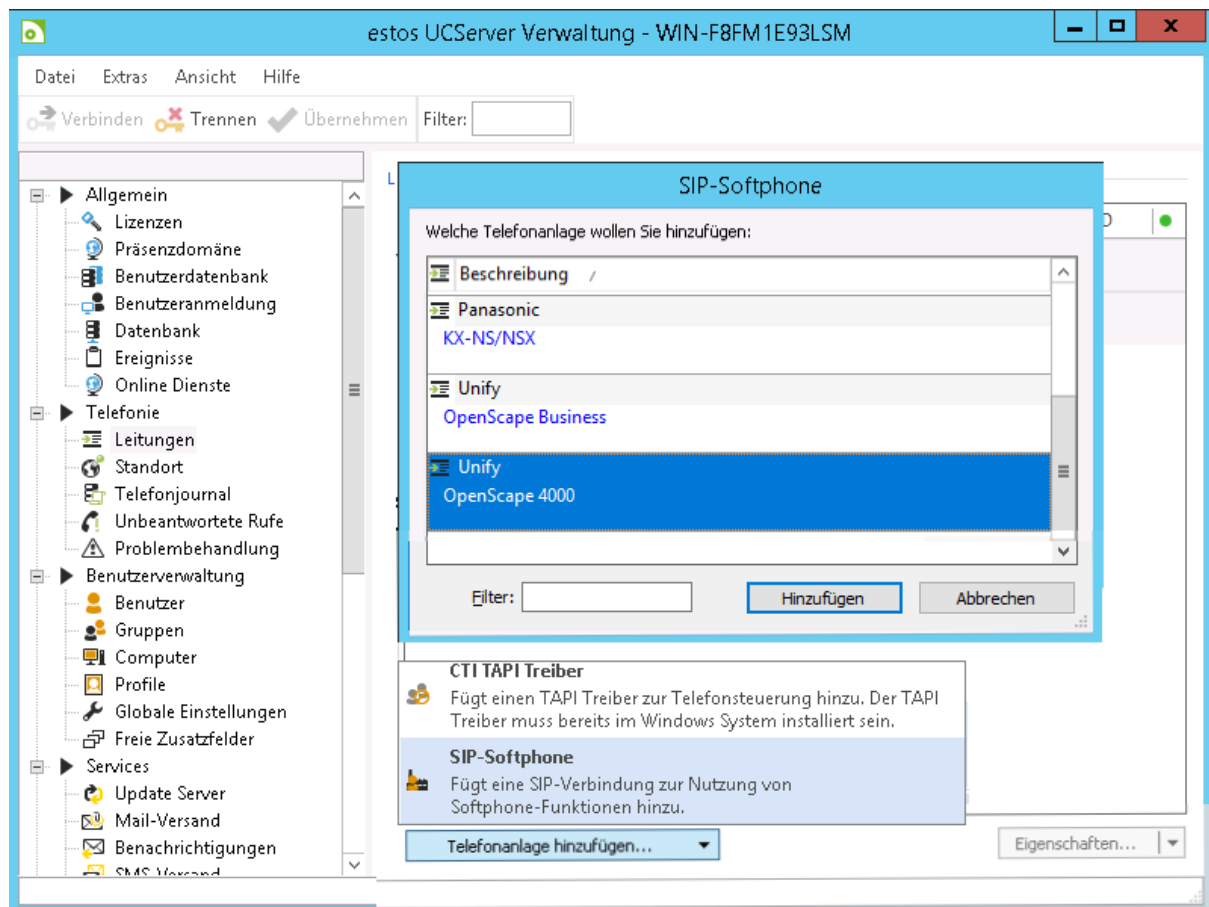 estos UCServer Verwaltung - WIN-F8FM1E93LSM
Datei Extras Ansicht Hilfe
Verbinden Trennen Übernehmen Filter:
Allgemein
Lizenzen
Präsenzdomäne
Benutzerdatenbank
Benutzeranmeldung
Datenbank
Ereignisse
Online Dienste
Telefonie
Leitungen
Standort
Telefonjournal
Unbeantwortete Rufe
Problembehandlung
Benutzerverwaltung
Benutzer
Gruppen
Computer
Profile
Globale Einstellungen
Freie Zusatzfelder
Services
Update Server
Mail-Versand
Benachrichtigungen
SMS-Versand
SIP-Softphone
Welche Telefonanlage wollen Sie hinzufügen:
Beschreibung
Panasonic
KX-NS/NSX
Unify
OpenScape Business
Unify
OpenScape 4000
Filter:
Hinzufügen
Abbrechen
CTI TAPI Treiber
Fügt einen TAPI Treiber zur Telefonsteuerung hinzu. Der TAPI
Treiber muss bereits im Windows System installiert sein.
SIP-Softphone
Fügt eine SIP-Verbindung zur Nutzung von
Softphone-Funktionen hinzu.
Telefonanlage hinzufügen...
Eigenschaften...